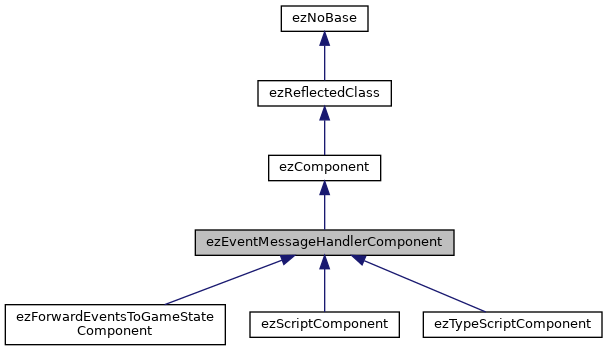 ezNoBase
ezReflectedClass
ezComponent
ezEventMessageHandlerComponent
ezForwardEventsToGameState
Component
ezScriptComponent
ezTypeScriptComponent